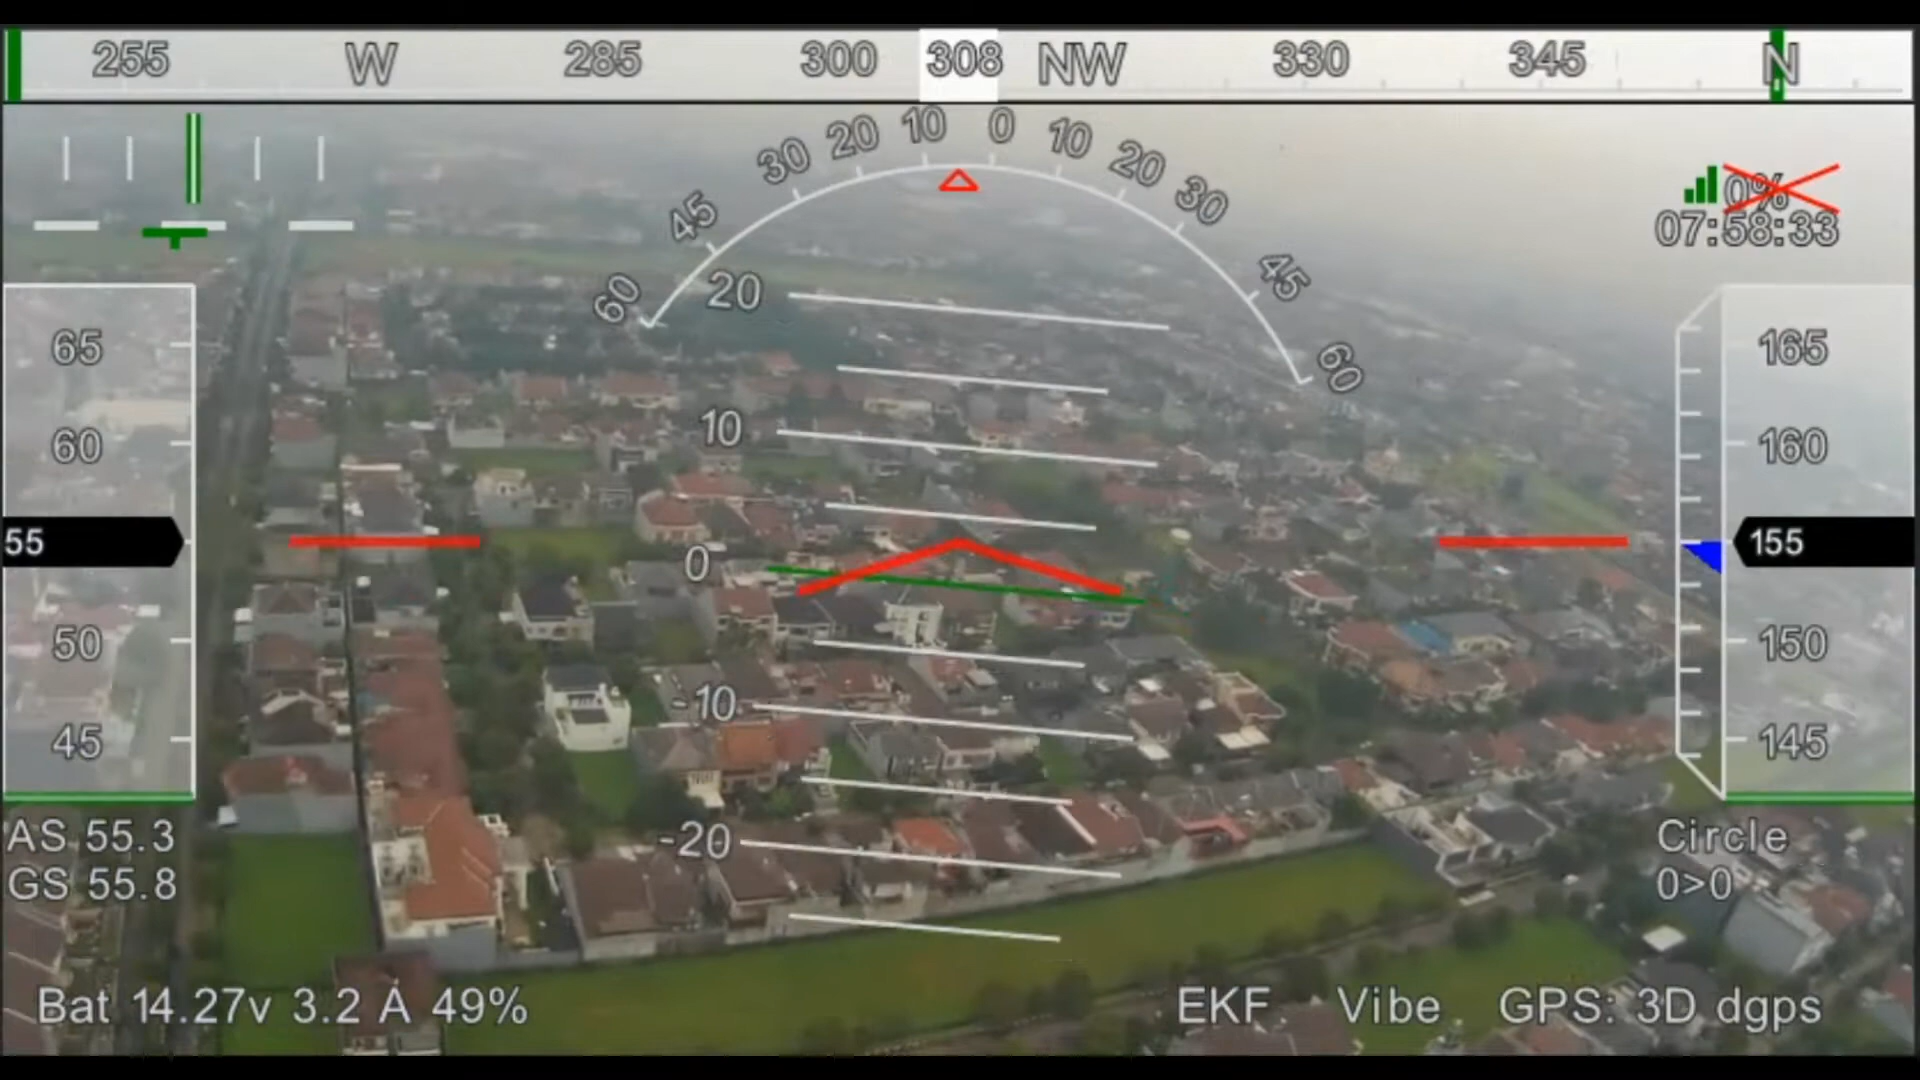 255 W 285 300 308 NW 330 345 N
60 45 30 20 10 0 10 20 30 45 60
0%
07:58:33
20
10
0
-10
-20
65
60
55
50
45
165
160
155
150
145
AS 55.3
GS 55.8
Circle
0>0
Bat 14.27v 3.2 A 49%
EKF Vibe GPS: 3D dgps